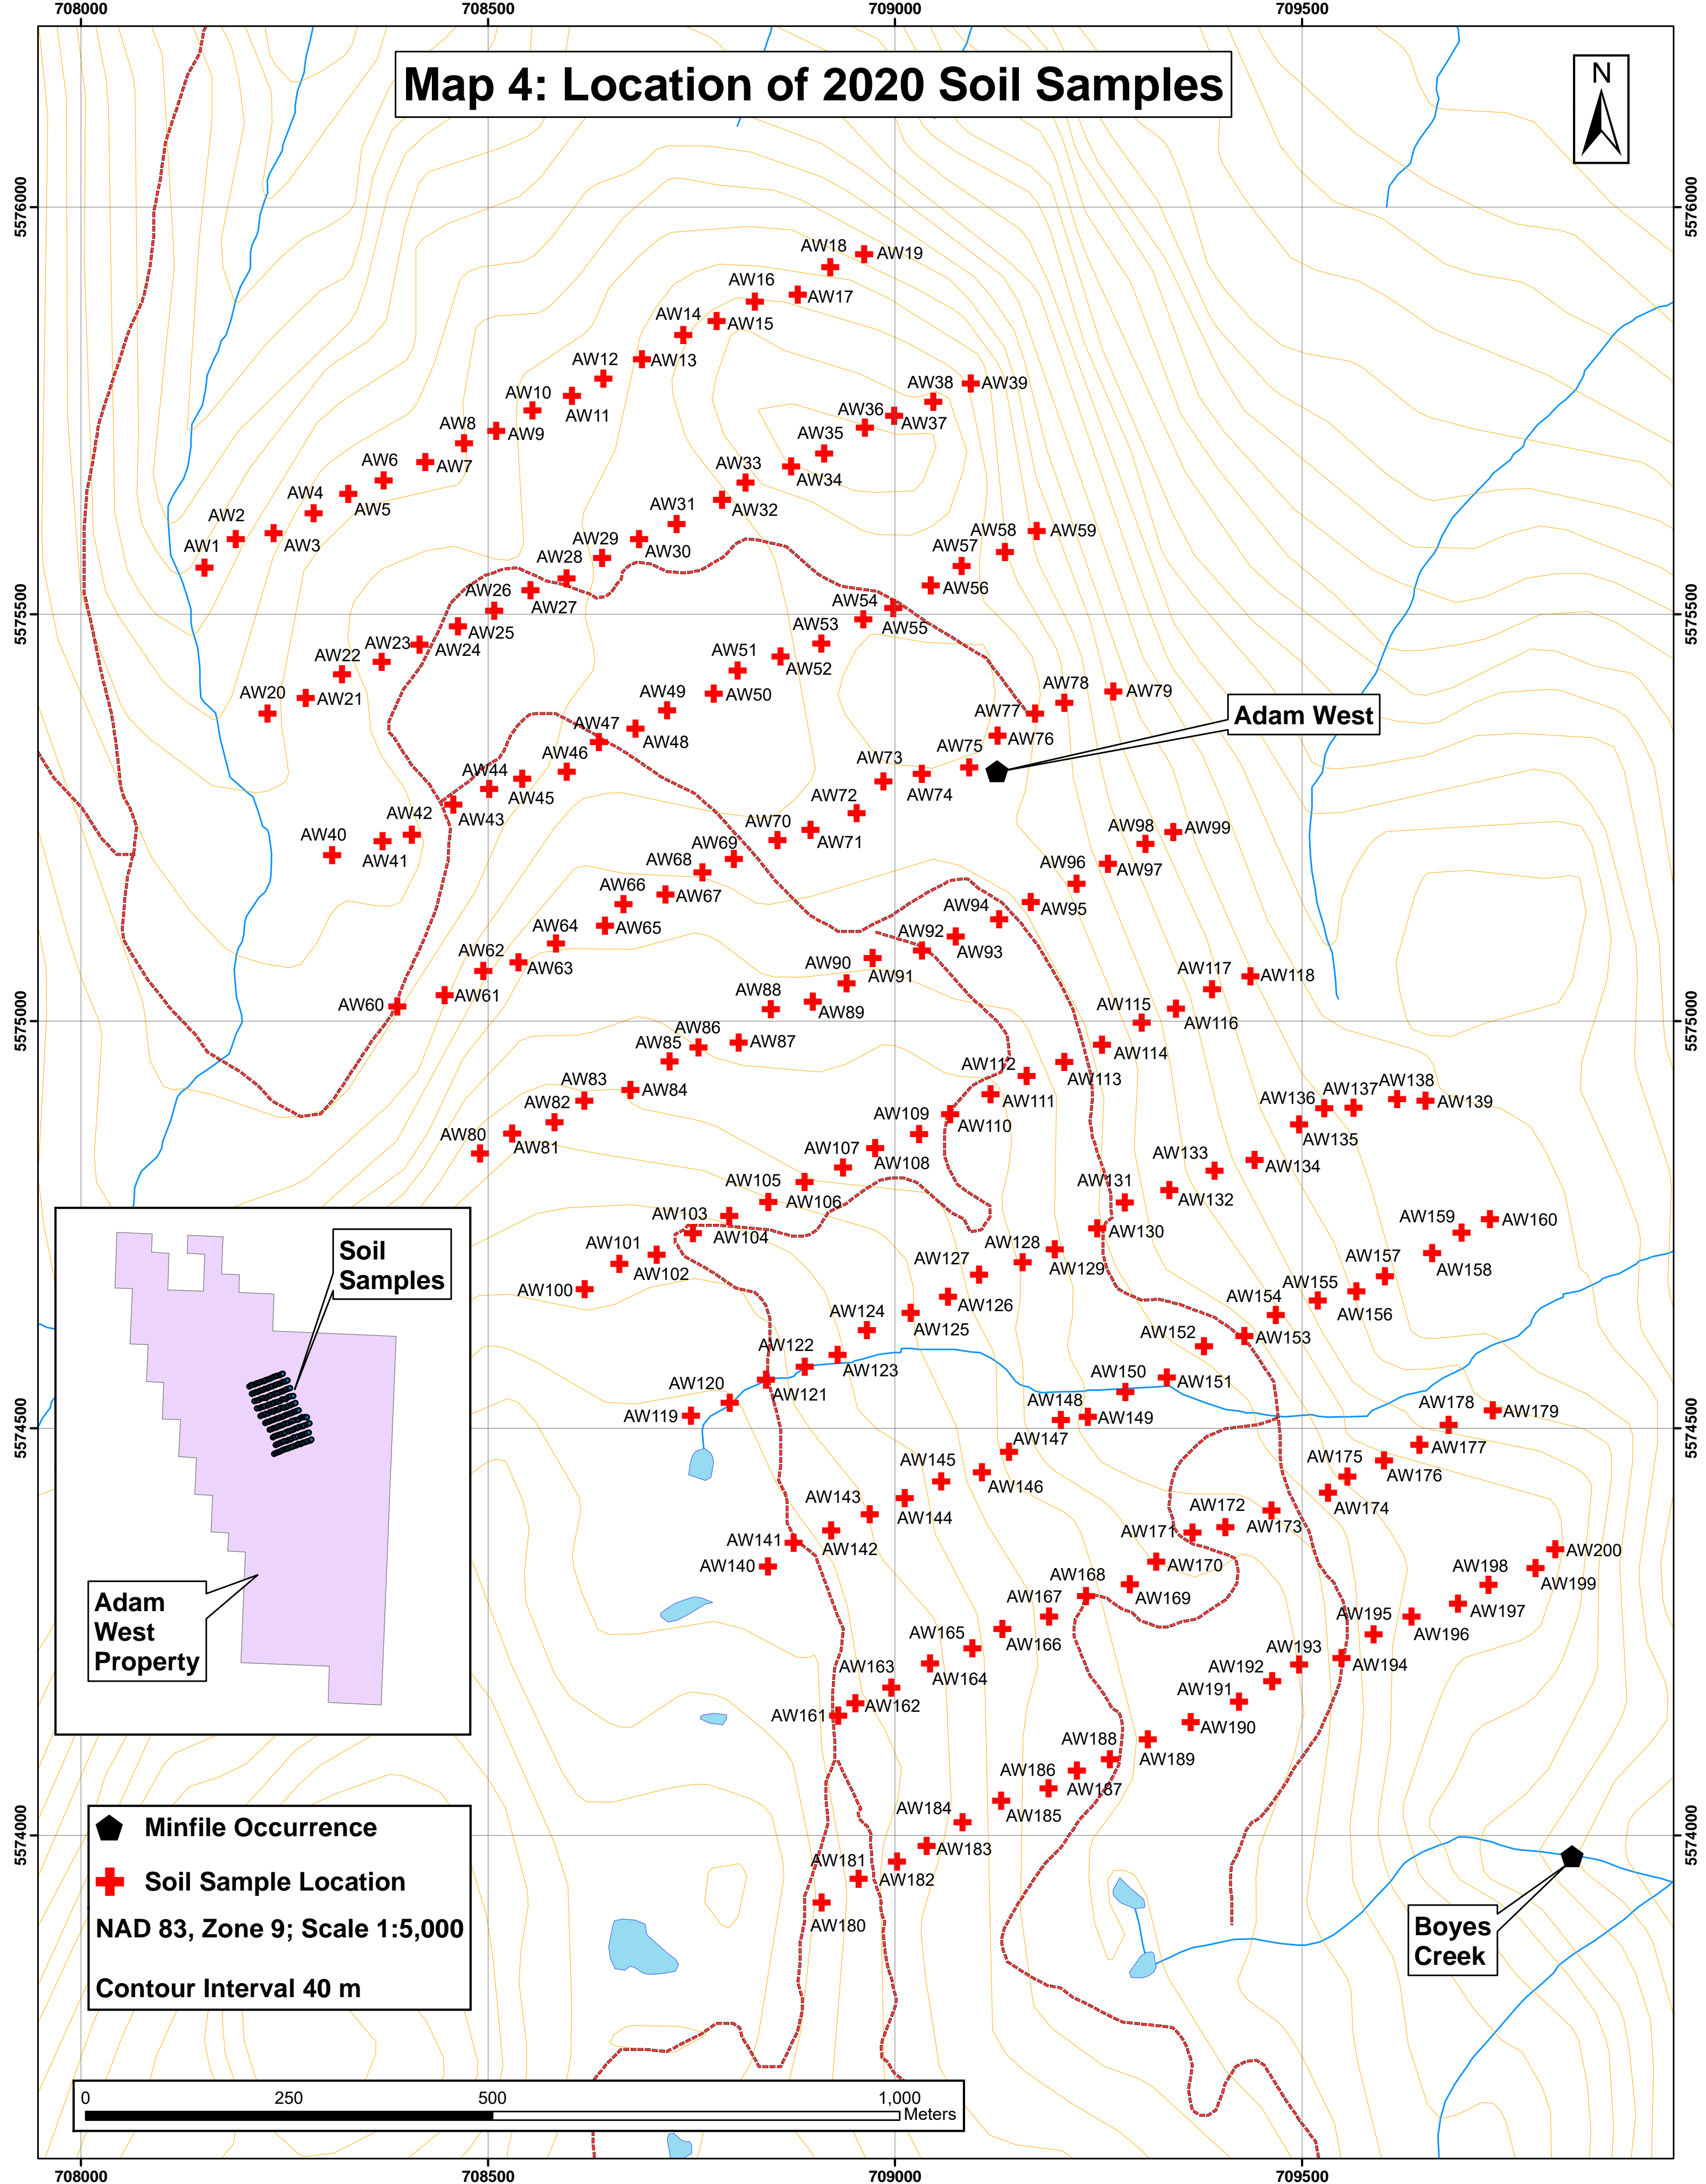 708000
708500
709000
709500
Map 4: Location of 2020 Soil Samples
N
5576000
5576000
AW18
AW19
AW16
AW17
AW14
AW15
AW12
AW13
AW10
AW11
AW38
AW39
AW8
AW9
AW36
AW37
AW6
AW7
AW35
AW4
AW5
AW33
AW34
AW2
AW3
AW31
AW32
AW1
AW29
AW30
AW58
AW59
AW28
AW57
AW56
AW26
AW27
5575500
5575500
AW54
AW55
AW25
AW53
AW23
AW24
AW51
AW52
AW22
AW20
AW21
AW49
AW50
AW78
AW79
AW77
Adam West
AW47
AW48
AW76
AW46
AW75
AW44
AW45
AW73
AW74
AW42
AW43
AW72
AW40
AW41
AW70
AW71
AW98
AW99
AW69
AW68
AW96
AW97
AW66
AW67
AW94
AW95
AW64
AW65
AW92
AW93
AW62
AW63
AW90
AW91
AW117
AW118
AW60
AW61
AW88
AW89
AW115
AW116
5575000
5575000
AW86
AW87
AW85
AW114
AW112
AW113
AW83
AW84
AW111
AW138
AW139
AW136
AW137
AW82
AW109
AW110
AW135
AW80
AW81
AW107
AW108
AW133
AW134
AW105
AW106
AW131
AW132
AW103
AW104
AW130
AW159
AW160
AW101
AW102
AW128
AW129
AW157
AW158
AW100
AW127
AW126
AW155
AW156
AW124
AW125
AW154
AW153
AW122
AW123
AW152
AW120
AW121
AW150
AW151
AW119
AW148
AW149
AW178
AW179
5574500
5574500
AW147
AW177
AW145
AW146
AW175
AW176
AW143
AW144
AW172
AW173
AW174
AW141
AW142
AW171
AW140
AW170
AW200
AW168
AW169
AW198
AW199
AW167
AW166
AW195
AW196
AW197
AW165
AW164
AW193
AW194
AW163
AW162
AW192
AW161
AW191
AW190
AW188
AW189
AW186
AW187
AW184
AW185
AW183
AW181
AW182
AW180
5574000
5574000
Soil
Samples
Adam
West
Property
Minfile Occurrence
Soil Sample Location
NAD 83, Zone 9; Scale 1:5,000
Contour Interval 40 m
Boyes
Creek
0
250
500
1,000
Meters
708000
708500
709000
709500